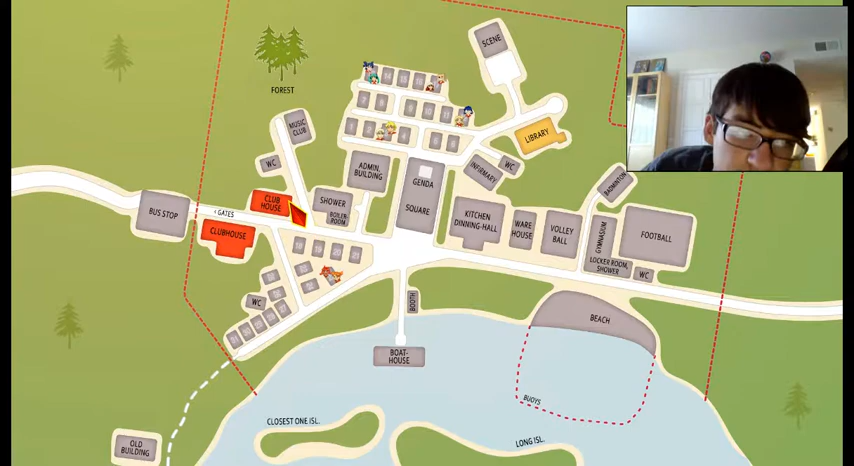 SCENE
FOREST
MUSIC
CLUB
LIBRARY
WC
ADMIN.
BUILDING
GENDA
SQUARE
INFIRMARY
WC
BADMINTON
BUS STOP
GATES
CLUB
HOUSE
SHOWER
BOILER-
ROOM
CLUBHOUSE
KITCHEN
DINNING-HALL
WARE
HOUSE
VOLLEY
BALL
GYMNASIUM
FOOTBALL
LOCKER ROOM,
SHOWER
WC
WC
BOOTH
BEACH
BOAT-
HOUSE
BUOYS
CLOSEST ONE ISL.
LONG ISL.
OLD
BUILDING